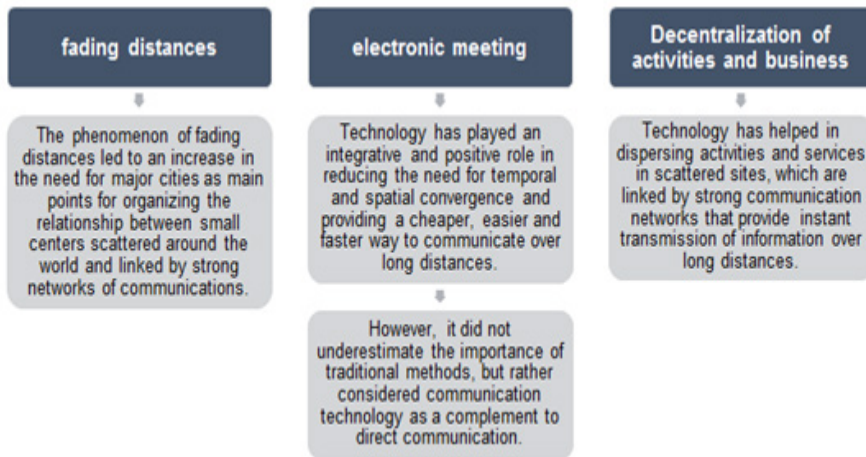 fading distances
The phenomenon of fading
distances led to an increase in
the need for major cities as main
points for organizing the
relationship between small
centers scattered around the
world and linked by strong
networks of communications.
electronic meeting
Technology has played an
integrative and positive role in
reducing the need for temporal
and spatial convergence and
providing a cheaper, easier and
faster way to communicate over
long distances.
However, it did not
underestimate the importance of
traditional methods, but rather
considered communication
technology as a complement to
direct communication.
Decentralization of
activities and business
Technology has helped in
dispersing activities and services
in scattered sites, which are
linked by strong communication
networks that provide instant
transmission of information over
long distances.